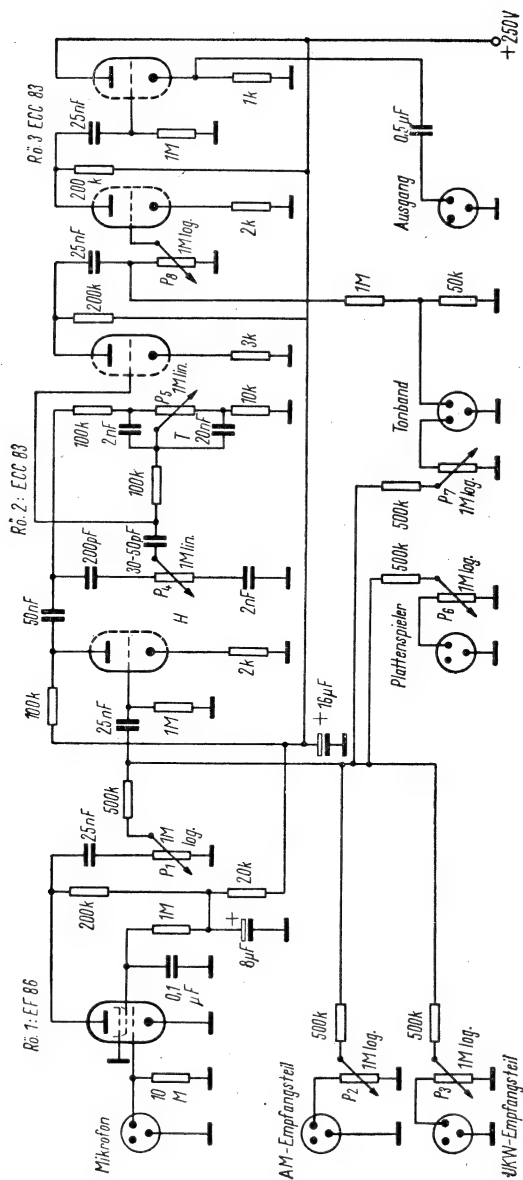 Mikrofon
10
M
Rö.1: EF 86
0,1
µF
1M
8µF
+
200k
20k
25nF
P1
1M
log.
500k
AM-Empfangsteil
P2
1M log.
500k
UKW-Empfangsteil
P3
1M log.
500k
25nF
1M
100k
2k
+ 16µF
50nF
H
200pF
P4
1M lin.
30-50pF
2nF
Rö. 2: ECC 83
100k
100k
2nF
T
P5
1M lin.
20nF
10k
3k
200k
25nF
P8
1M log.
2k
200
k
25nF
1M
Rö.3 ECC 83
1k
Plattenspieler
P6
1M log.
500k
P7
1M log.
500k
Tonband
1M
50k
Ausgang
0,5µF
+250V